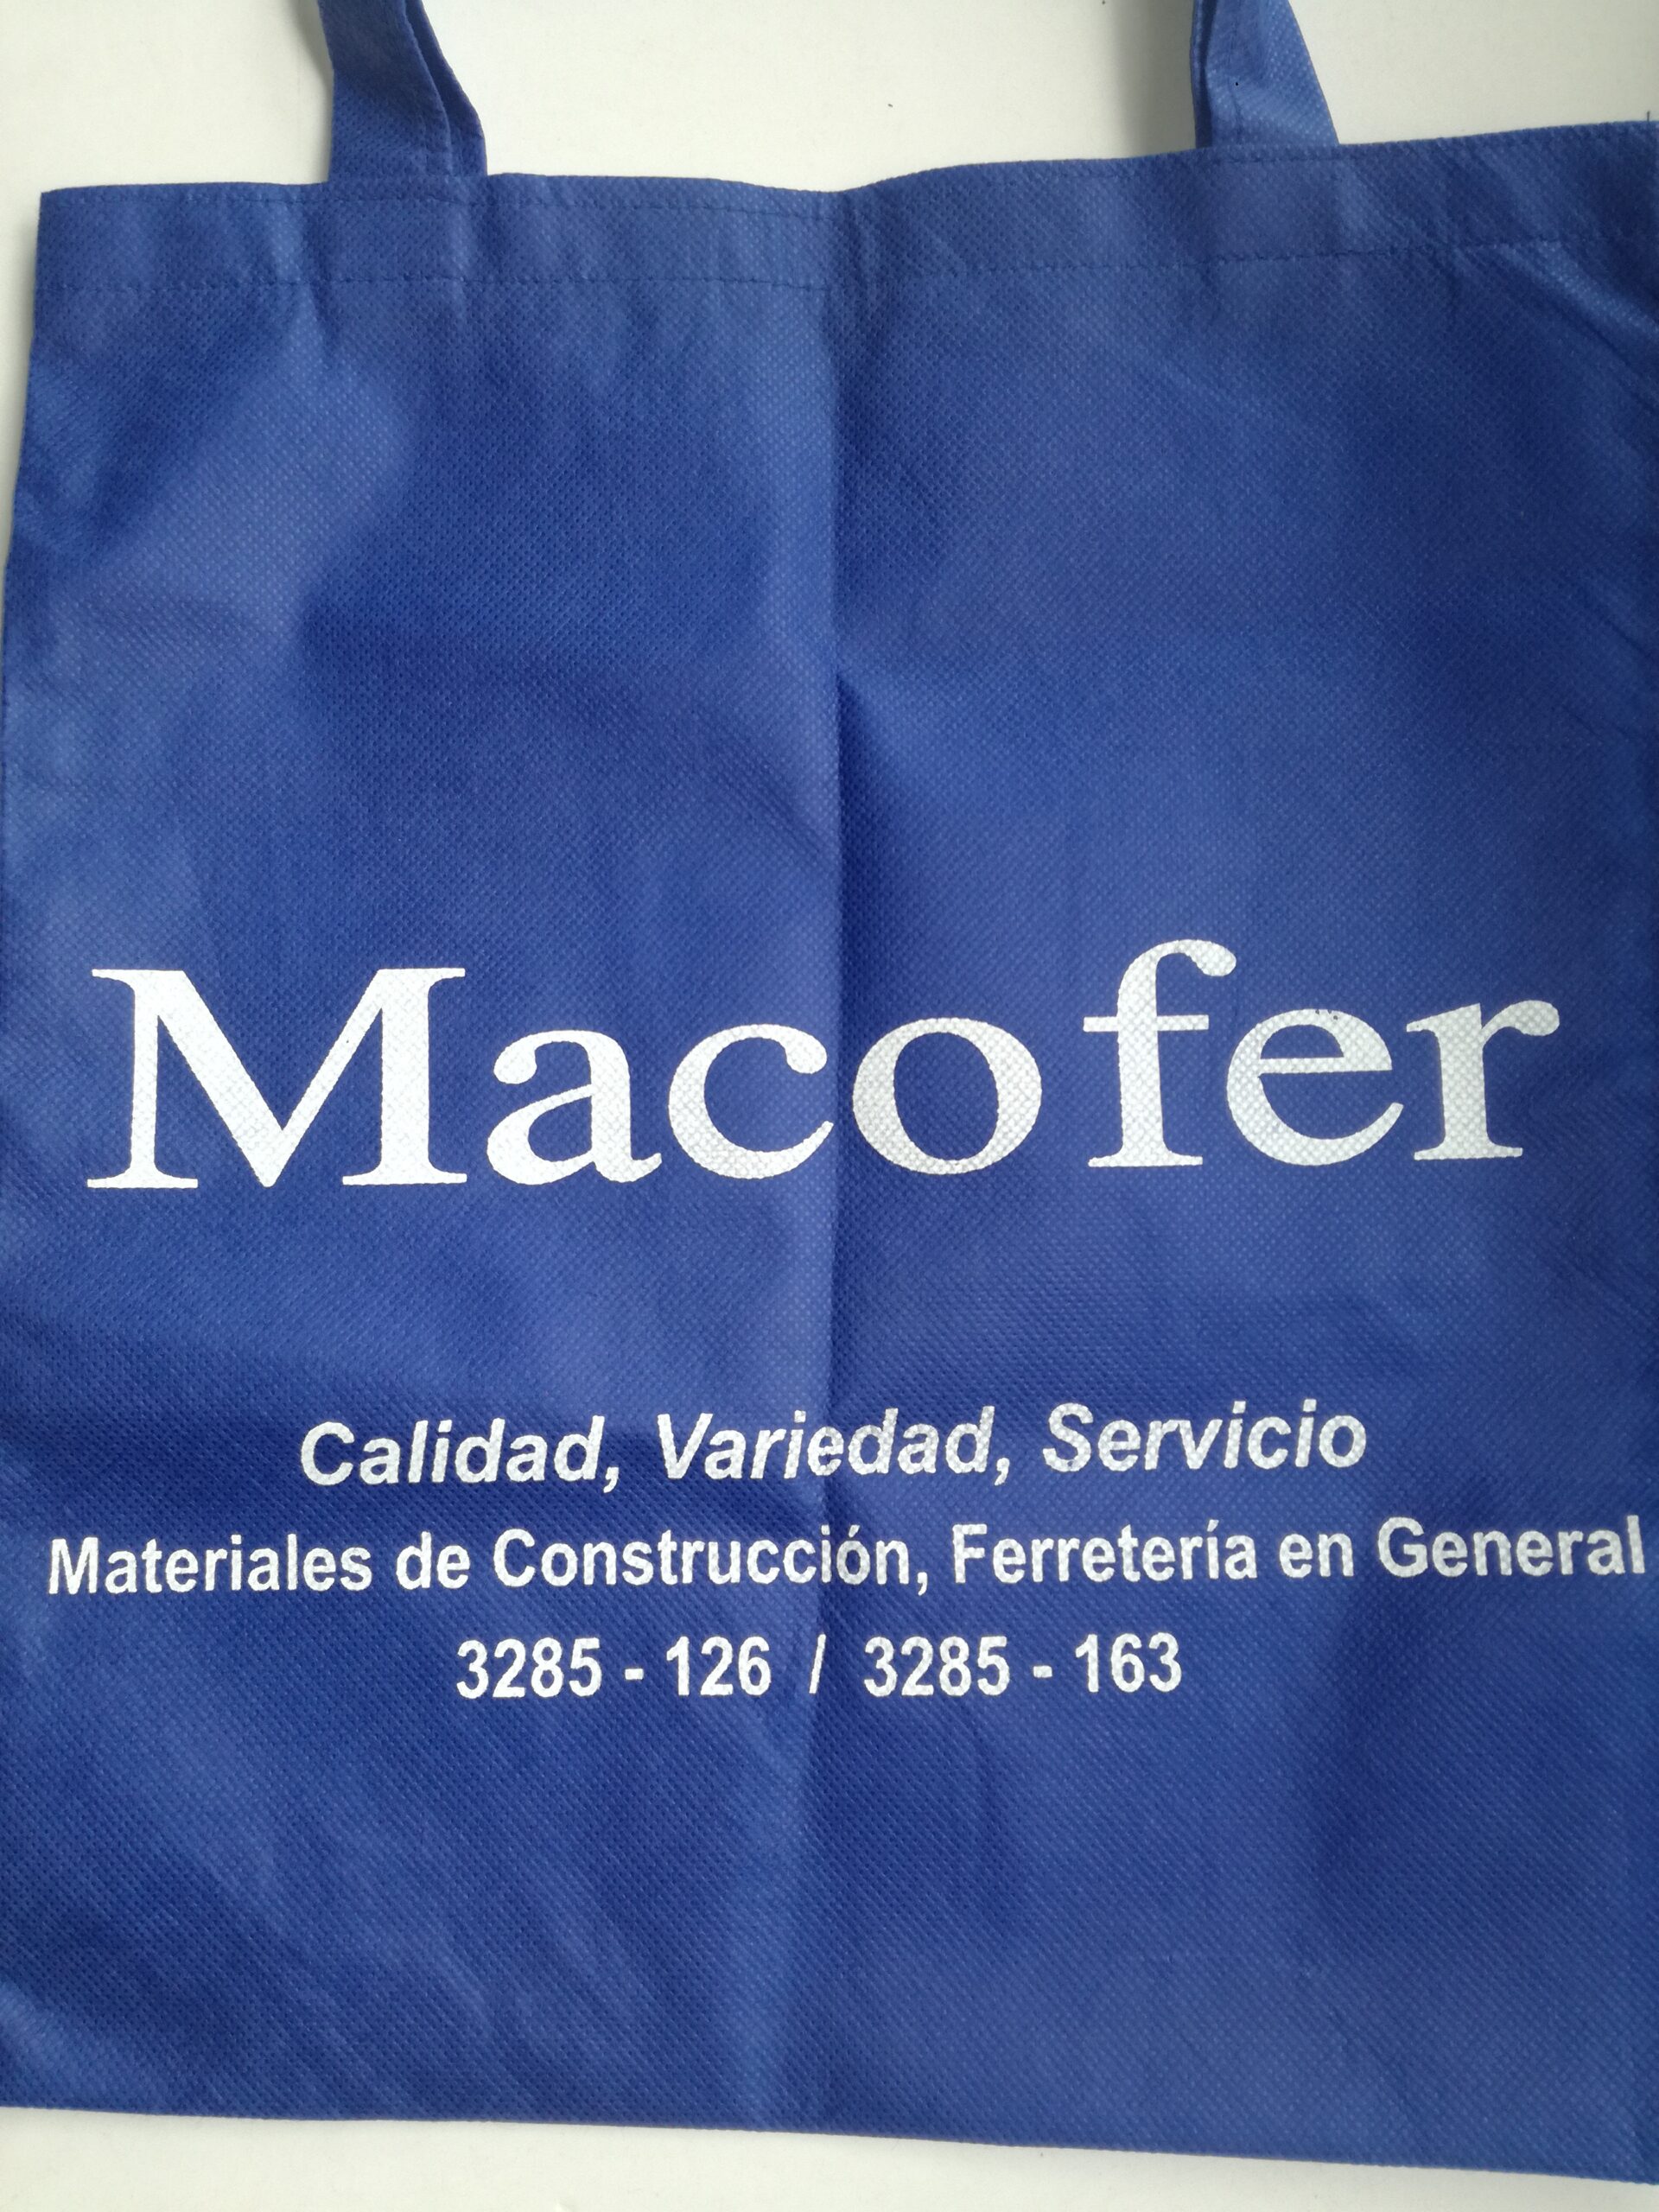 Macofer
Calidad, Variedad, Servicio
Materiales de Construcción, Ferretería en General
3285 - 126 / 3285 - 163